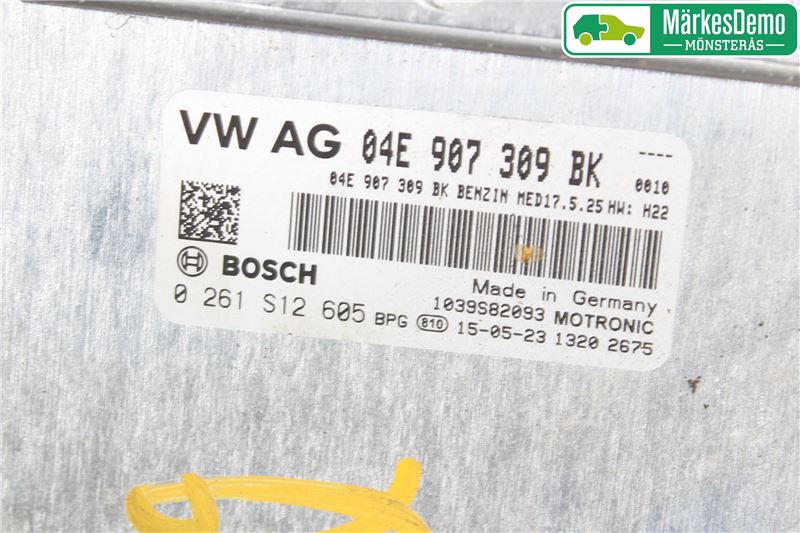 MärkesDemo
MÖNSTERÅS
VW AG 04E 907 309 BK ----
0010
04E 907 309 BK BENZIN MED17.5.25 HW: H22
BOSCH
Made in Germany
1039S82093 MOTRONIC
0 261 S12 605 BPG 810 15-05-23 1320 2675